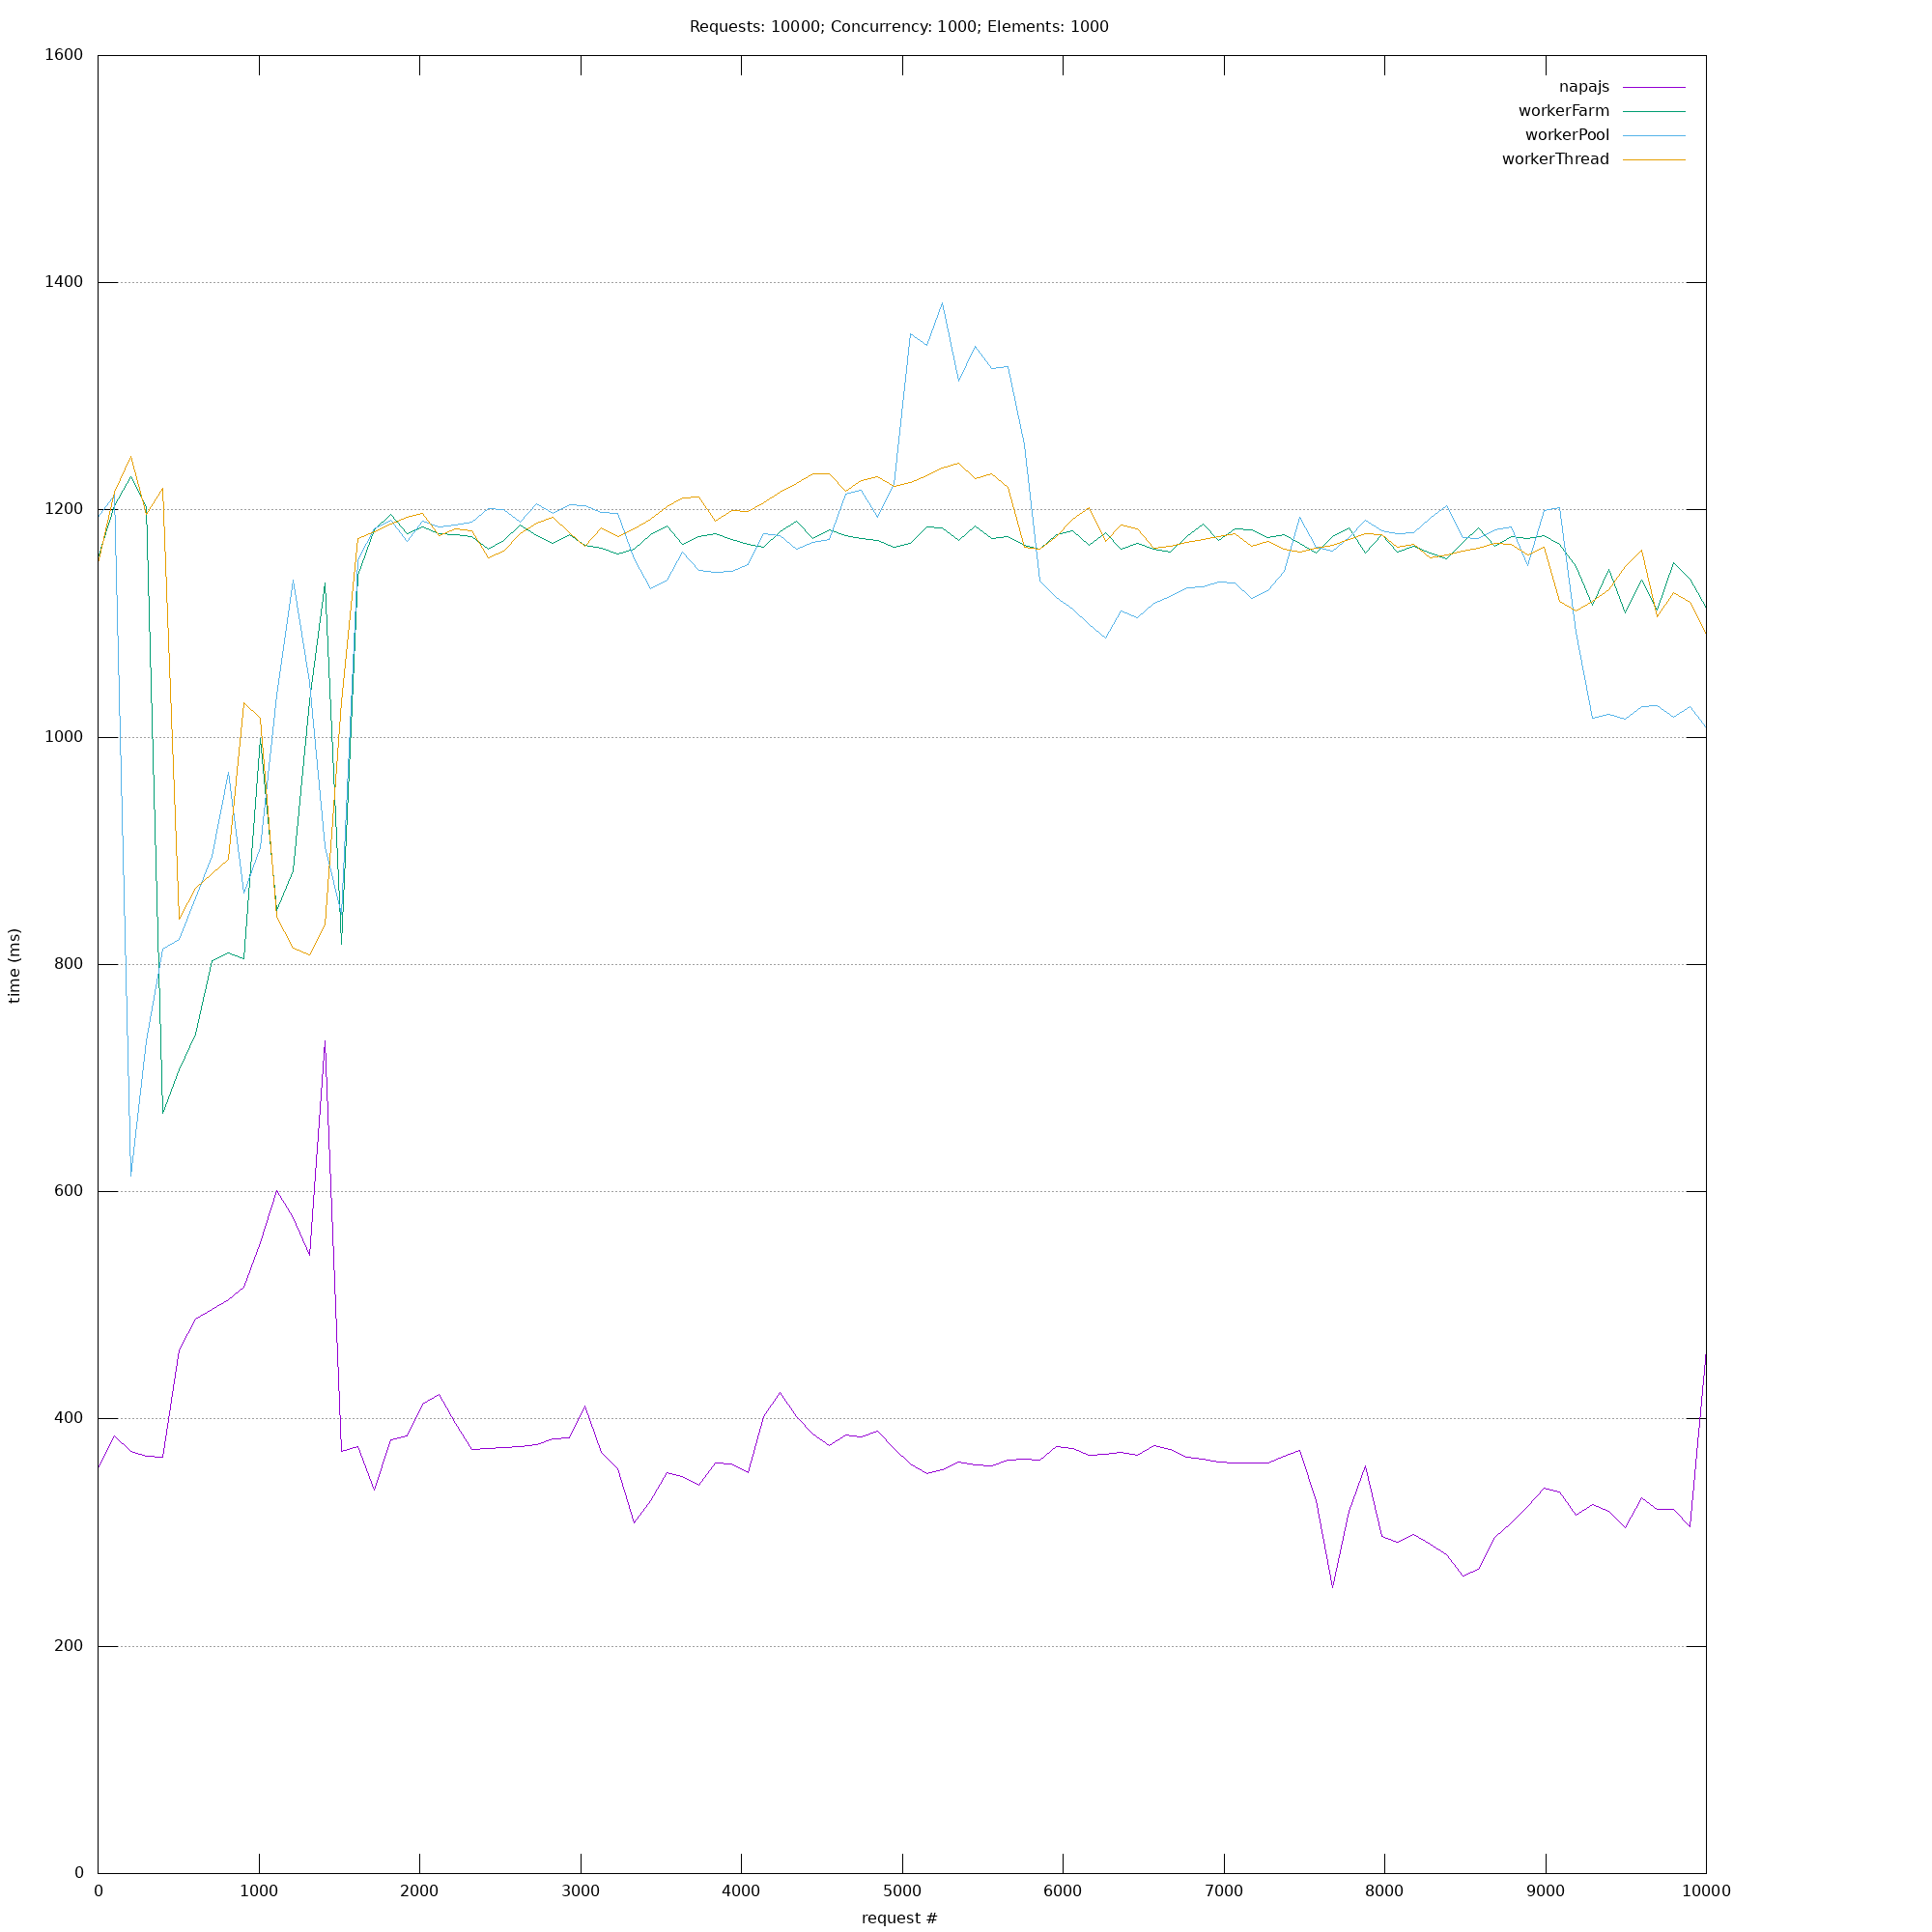 Requests: 10000; Concurrency: 1000; Elements: 1000
1600
1400
1200
1000
800
600
400
200
0
time (ms)
napajs
workerFarm
workerPool
workerThread
0 1000 2000 3000 4000 5000 6000 7000 8000 9000 10000
request #